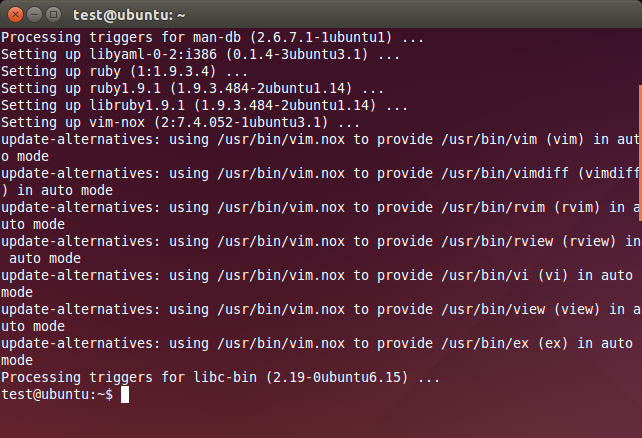 test@ubuntu: ~
Processing triggers for man-db (2.6.7.1-1ubuntu1) ...
Setting up libyaml-0-2:i386 (0.1.4-3ubuntu3.1) ...
Setting up ruby (1:1.9.3.4) ...
Setting up ruby1.9.1 (1.9.3.484-2ubuntu1.14) ...
Setting up libruby1.9.1 (1.9.3.484-2ubuntu1.14) ...
Setting up vim-nox (2:7.4.052-1ubuntu3.1) ...
update-alternatives: using /usr/bin/vim.nox to provide /usr/bin/vim (vim) in aut
o mode
update-alternatives: using /usr/bin/vim.nox to provide /usr/bin/vimdiff (vimdiff
) in auto mode
update-alternatives: using /usr/bin/vim.nox to provide /usr/bin/rvim (rvim) in a
uto mode
update-alternatives: using /usr/bin/vim.nox to provide /usr/bin/rview (rview) in
 auto mode
update-alternatives: using /usr/bin/vim.nox to provide /usr/bin/vi (vi) in auto
mode
update-alternatives: using /usr/bin/vim.nox to provide /usr/bin/view (view) in a
uto mode
update-alternatives: using /usr/bin/vim.nox to provide /usr/bin/ex (ex) in auto
mode
Processing triggers for libc-bin (2.19-0ubuntu6.15) ...
test@ubuntu:~$